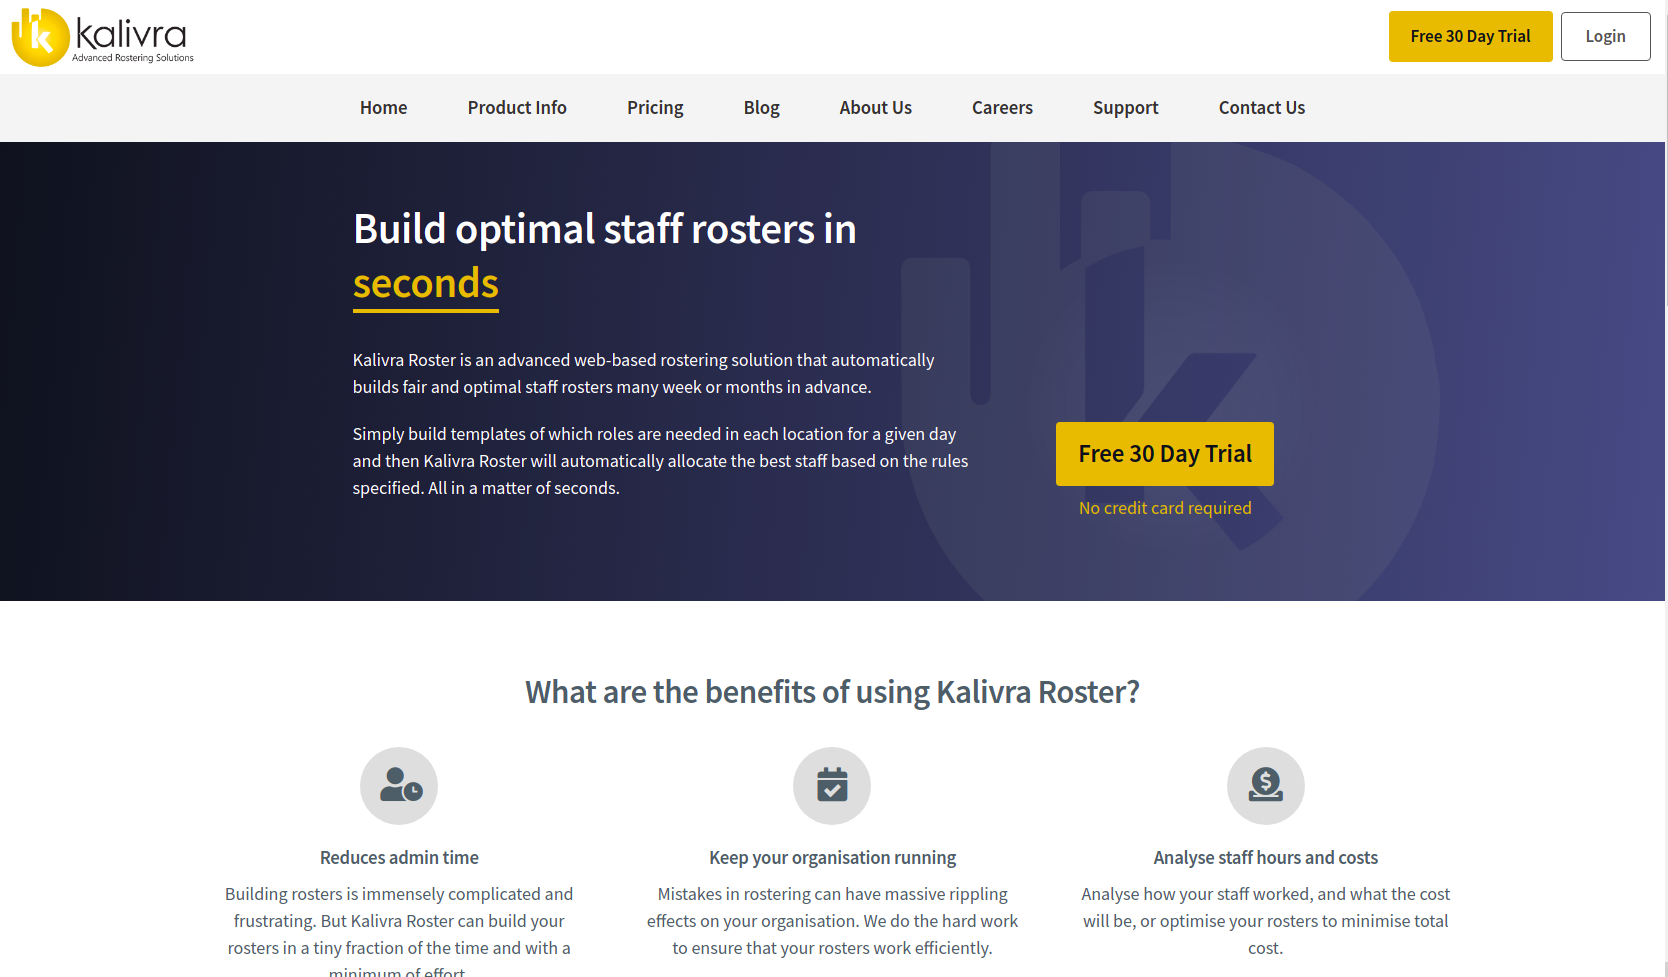 kalivra
Advanced Rostering Solutions
Free 30 Day Trial
Login
Home
Product Info
Pricing
Blog
About Us
Careers
Support
Contact Us
Build optimal staff rosters in
seconds
Kalivra Roster is an advanced web-based rostering solution that automatically
builds fair and optimal staff rosters many week or months in advance.
Simply build templates of which roles are needed in each location for a given day
and then Kalivra Roster will automatically allocate the best staff based on the rules
specified. All in a matter of seconds.
Free 30 Day Trial
No credit card required
What are the benefits of using Kalivra Roster?
Reduces admin time
Building rosters is immensely complicated and
frustrating. But Kalivra Roster can build your
rosters in a tiny fraction of the time and with a
minimum of effort
Keep your organisation running
Mistakes in rostering can have massive rippling
effects on your organisation. We do the hard work
to ensure that your rosters work efficiently.
Analyse staff hours and costs
Analyse how your staff worked, and what the cost
will be, or optimise your rosters to minimise total
cost.